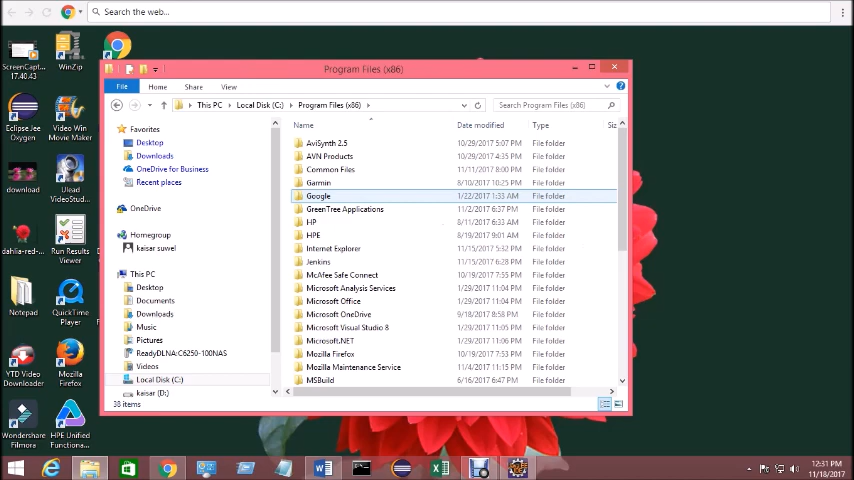 Search the web...
ScreenCapt...
17.40.43
WinZip
Eclipse Jee
Oxygen
Video Win
Movie Maker
download
Ulead
VideoStud...
dahlia-red-...
Run Results
Viewer
Notepad
QuickTime
Player
YTD Video
Downloader
Mozilla
Firefox
Wondershare
Filmora
HPE Unified
Functiona...
Program Files (x86)
File
Home
Share
View
This PC
Local Disk (C:)
Program Files (x86)
Search Program Files (x86)
Favorites
Desktop
Downloads
OneDrive for Business
Recent places
OneDrive
Homegroup
kaisar suwel
This PC
Desktop
Documents
Downloads
Music
Pictures
ReadyDLNA:C6250-100NAS
Videos
Local Disk (C:)
kaisar (D:)
Name Date modified Type Siz
AviSynth 2.5 10/29/2017 5:07 PM File folder
AVN Products 10/29/2017 4:35 PM File folder
Common Files 11/11/2017 8:00 PM File folder
Garmin 8/10/2017 10:25 PM File folder
Google 1/22/2017 1:33 AM File folder
GreenTree Applications 11/2/2017 6:37 PM File folder
HP 8/11/2017 6:33 AM File folder
HPE 8/19/2017 9:01 AM File folder
Internet Explorer 11/15/2017 5:32 PM File folder
Jenkins 11/15/2017 6:28 PM File folder
McAfee Safe Connect 10/19/2017 7:55 PM File folder
Microsoft Analysis Services 1/29/2017 11:04 PM File folder
Microsoft Office 1/29/2017 11:04 PM File folder
Microsoft OneDrive 9/18/2017 8:58 PM File folder
Microsoft Visual Studio 8 1/29/2017 11:05 PM File folder
Microsoft.NET 1/29/2017 11:04 PM File folder
Mozilla Firefox 10/19/2017 7:53 PM File folder
Mozilla Maintenance Service 11/4/2017 11:15 PM File folder
MSBuild 6/16/2017 6:47 PM File folder
38 items
12:31 PM
11/18/2017